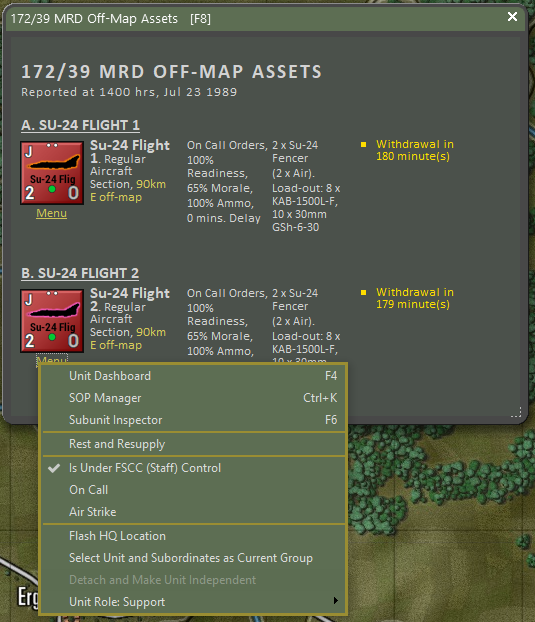 172/39 MRD Off-Map Assets [F8]
172/39 MRD OFF-MAP ASSETS
Reported at 1400 hrs, Jul 23 1989
A. SU-24 FLIGHT 1
J
Su-24 Flig
2 0
Menu
Su-24 Flight
1. Regular
Aircraft
Section, 90km
E off-map
On Call Orders,
100%
Readiness,
65% Morale,
100% Ammo,
0 mins. Delay
2 x Su-24
Fencer
(2 x Air).
Load-out: 8 x
KAB-1500L-F,
10 x 30mm
GSh-6-30
Withdrawal in
180 minute(s)
B. SU-24 FLIGHT 2
J
Su-24 Flig
2 0
Menu
Su-24 Flight
2. Regular
Aircraft
Section, 90km
E off-map
On Call Orders,
100%
Readiness,
65% Morale,
100% Ammo,
2 x Su-24
Fencer
(2 x Air).
Load-out: 8 x
KAB-1500L-F,
10 x 30mm
Withdrawal in
179 minute(s)
Unit Dashboard F4
SOP Manager Ctrl+K
Subunit Inspector F6
Rest and Resupply
Is Under FSCC (Staff) Control
On Call
Air Strike
Flash HQ Location
Select Unit and Subordinates as Current Group
Detach and Make Unit Independent
Unit Role: Support
Erg